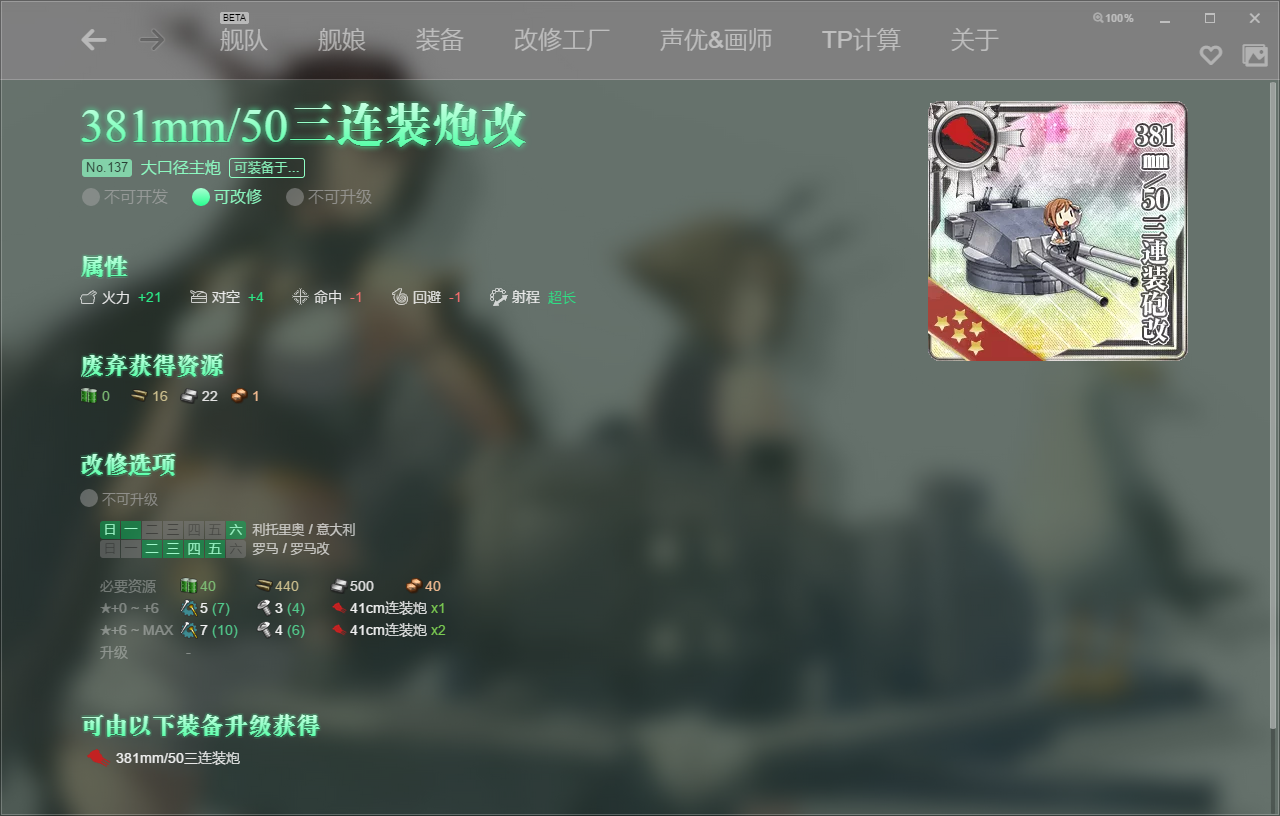 BETA
舰队 舰娘 装备 改修工厂 声优&画师 TP计算 关于
100%
381mm/50三连装炮改
No.137 大口径主炮 可装备于...
不可开发 可改修 不可升级
381㎜/50三連装砲改
属性
火力 +21 对空 +4 命中 -1 回避 -1 射程 超长
废弃获得资源
0 16 22 1
改修选项
不可升级
日 一 二 三 四 五 六 利托里奥 / 意大利
日 一 二 三 四 五 六 罗马 / 罗马改
必要资源 40 440 500 40
★+0 ~ +6 5 (7) 3 (4) 41cm连装炮 x1
★+6 ~ MAX 7 (10) 4 (6) 41cm连装炮 x2
升级 -
可由以下装备升级获得
381mm/50三连装炮